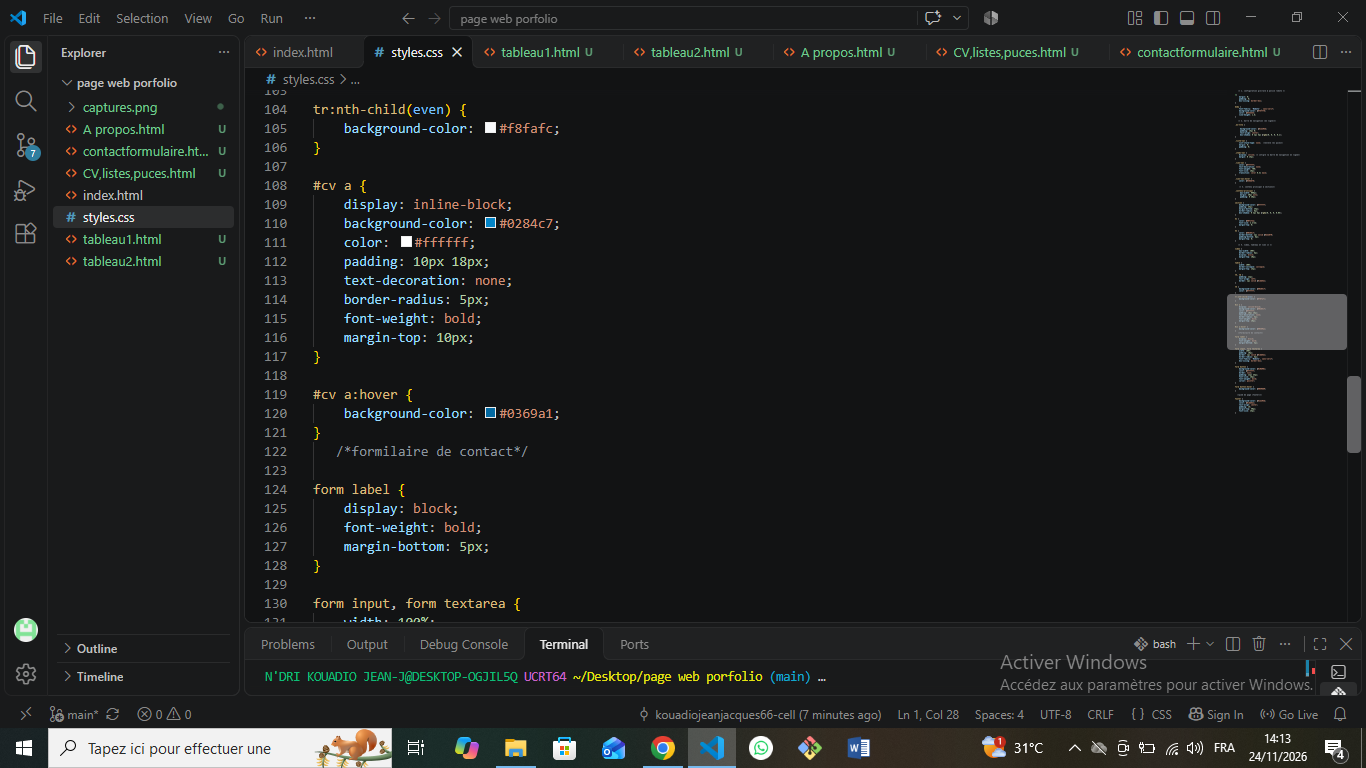 File Edit Selection View Go Run ··· page web porfolio
Explorer ···
page web porfolio
captures.png
A propos.html U
contactformulaire.ht... U
CV,listes,puces.html U
index.html
styles.css
tableau1.html U
tableau2.html U
Outline
Timeline
7
index.html # styles.css tableau1.html U tableau2.html U A propos.html U CV,listes,puces.html U contactformulaire.html U ···
# styles.css > ...
103
104 tr:nth-child(even) {
105 background-color: #f8fafc;
106 }
107
108 #cv a {
109 display: inline-block;
110 background-color: #0284c7;
111 color: #ffffff;
112 padding: 10px 18px;
113 text-decoration: none;
114 border-radius: 5px;
115 font-weight: bold;
116 margin-top: 10px;
117 }
118
119 #cv a:hover {
120 background-color: #0369a1;
121 }
122 /*formilaire de contact*/
123
124 form label {
125 display: block;
126 font-weight: bold;
127 margin-bottom: 5px;
128 }
129
130 form input, form textarea {
131 width: 100%;
Problems Output Debug Console Terminal Ports bash ···
N'DRI KOUADIO JEAN-J@DESKTOP-OGJIL5Q UCRT64 ~/Desktop/page web porfolio (main) …
Activer Windows
Accédez aux paramètres pour activer Windows.
main* 0 0 kouadiojeanjacques66-cell (7 minutes ago) Ln 1, Col 28 Spaces: 4 UTF-8 CRLF { } CSS Sign In Go Live
Tapez ici pour effectuer une 1 31°C FRA 14:13
24/11/2026 4